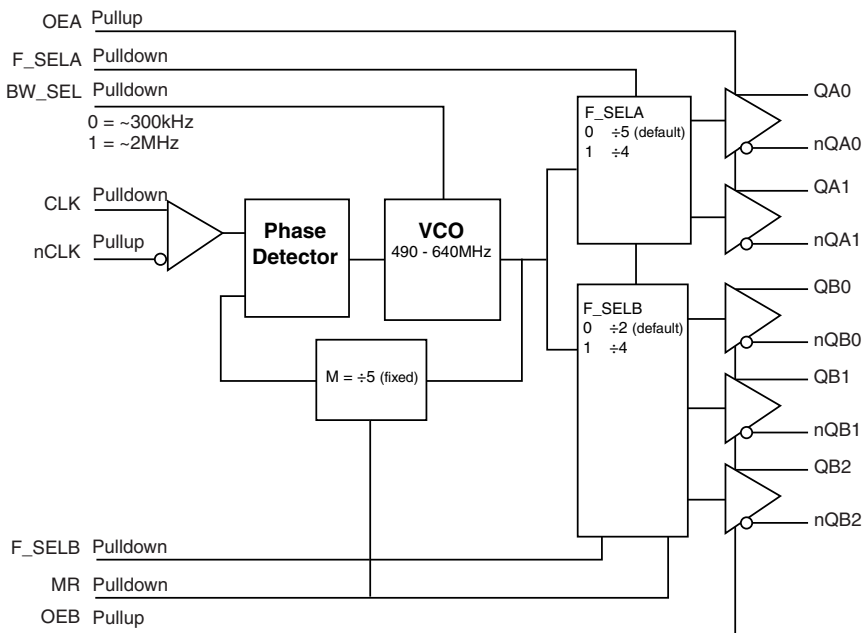 OEA Pullup
F_SELA Pulldown
BW_SEL Pulldown
0 = ~300kHz
1 = ~2MHz
CLK Pulldown
nCLK Pullup
Phase
Detector
VCO
490 - 640MHz
M = ÷5 (fixed)
F_SELA
0 ÷5 (default)
1 ÷4
F_SELB
0 ÷2 (default)
1 ÷4
QA0
nQA0
QA1
nQA1
QB0
nQB0
QB1
nQB1
QB2
nQB2
F_SELB Pulldown
MR Pulldown
OEB Pullup